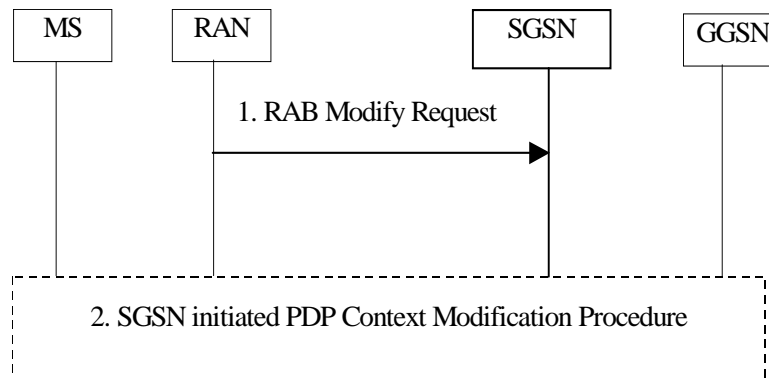 MS RAN SGSN GGSN
1. RAB Modify Request
2. SGSN initiated PDP Context Modification Procedure